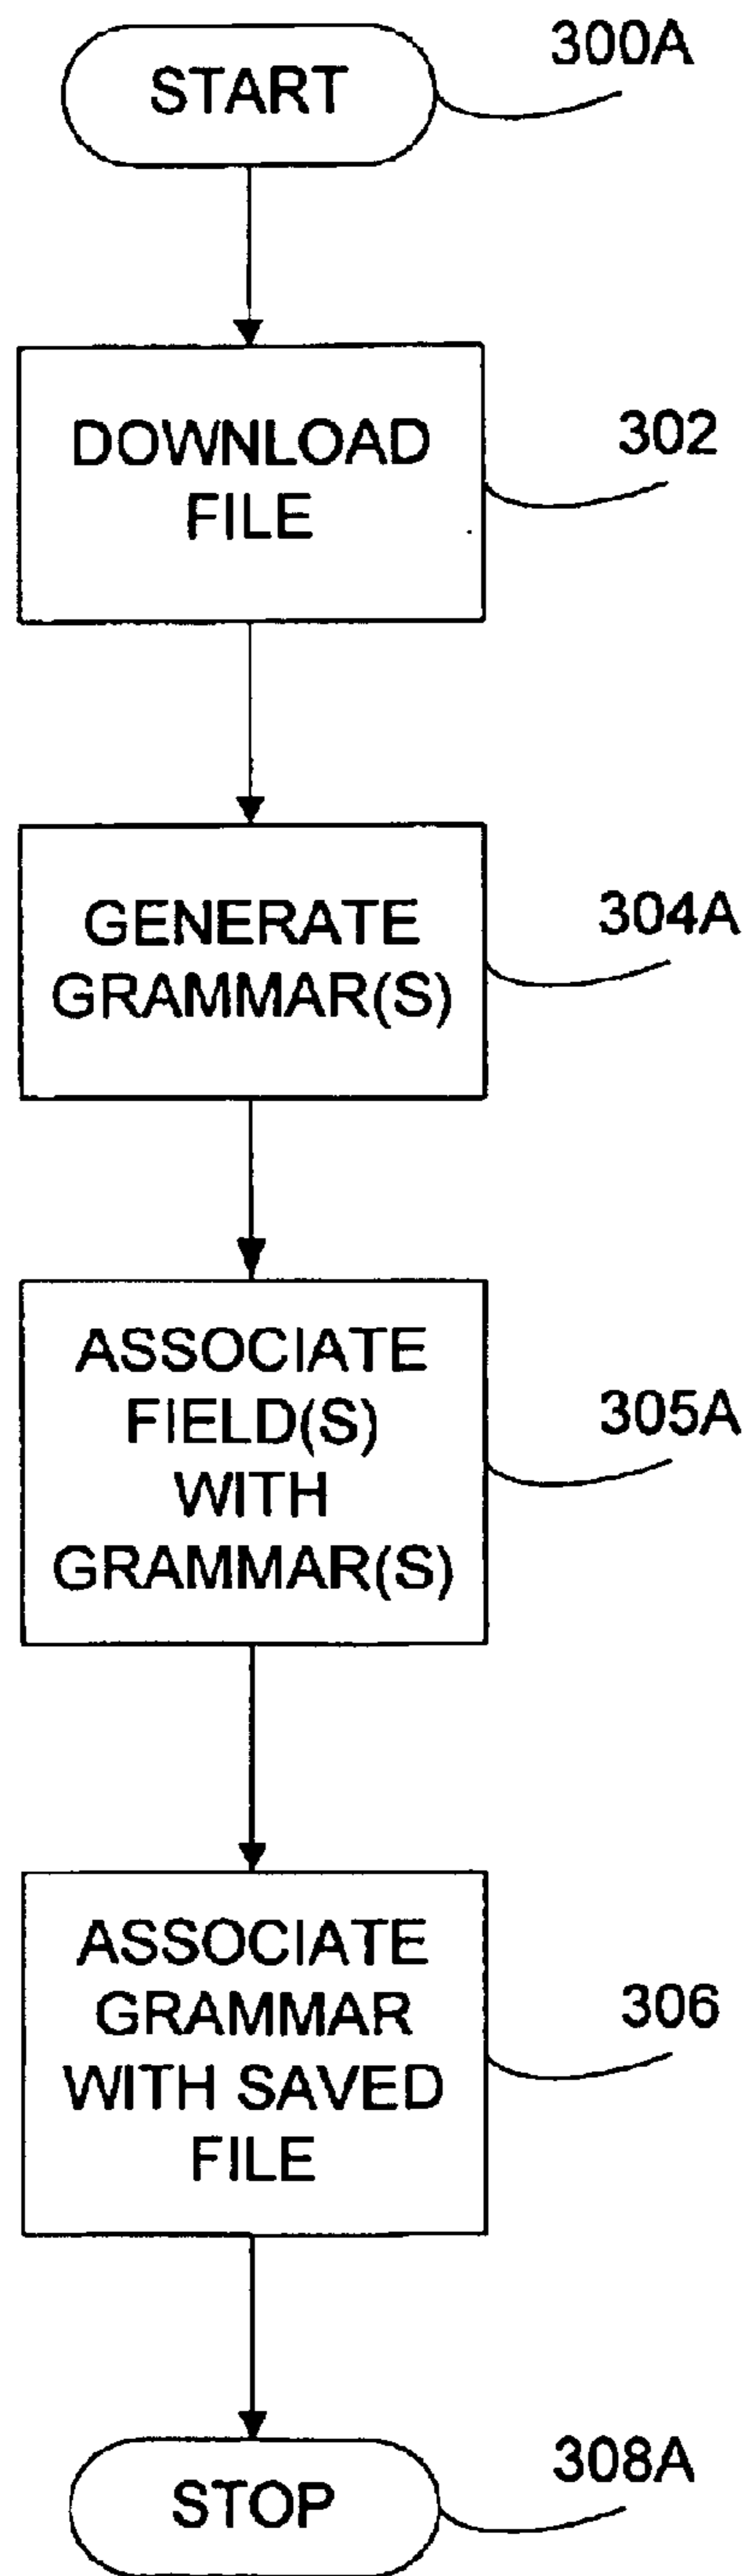 START
300A
DOWNLOAD
FILE
302
GENERATE
GRAMMAR(S)
304A
ASSOCIATE
FIELD(S)
WITH
GRAMMAR(S)
305A
ASSOCIATE
GRAMMAR
WITH SAVED
FILE
306
STOP
308A